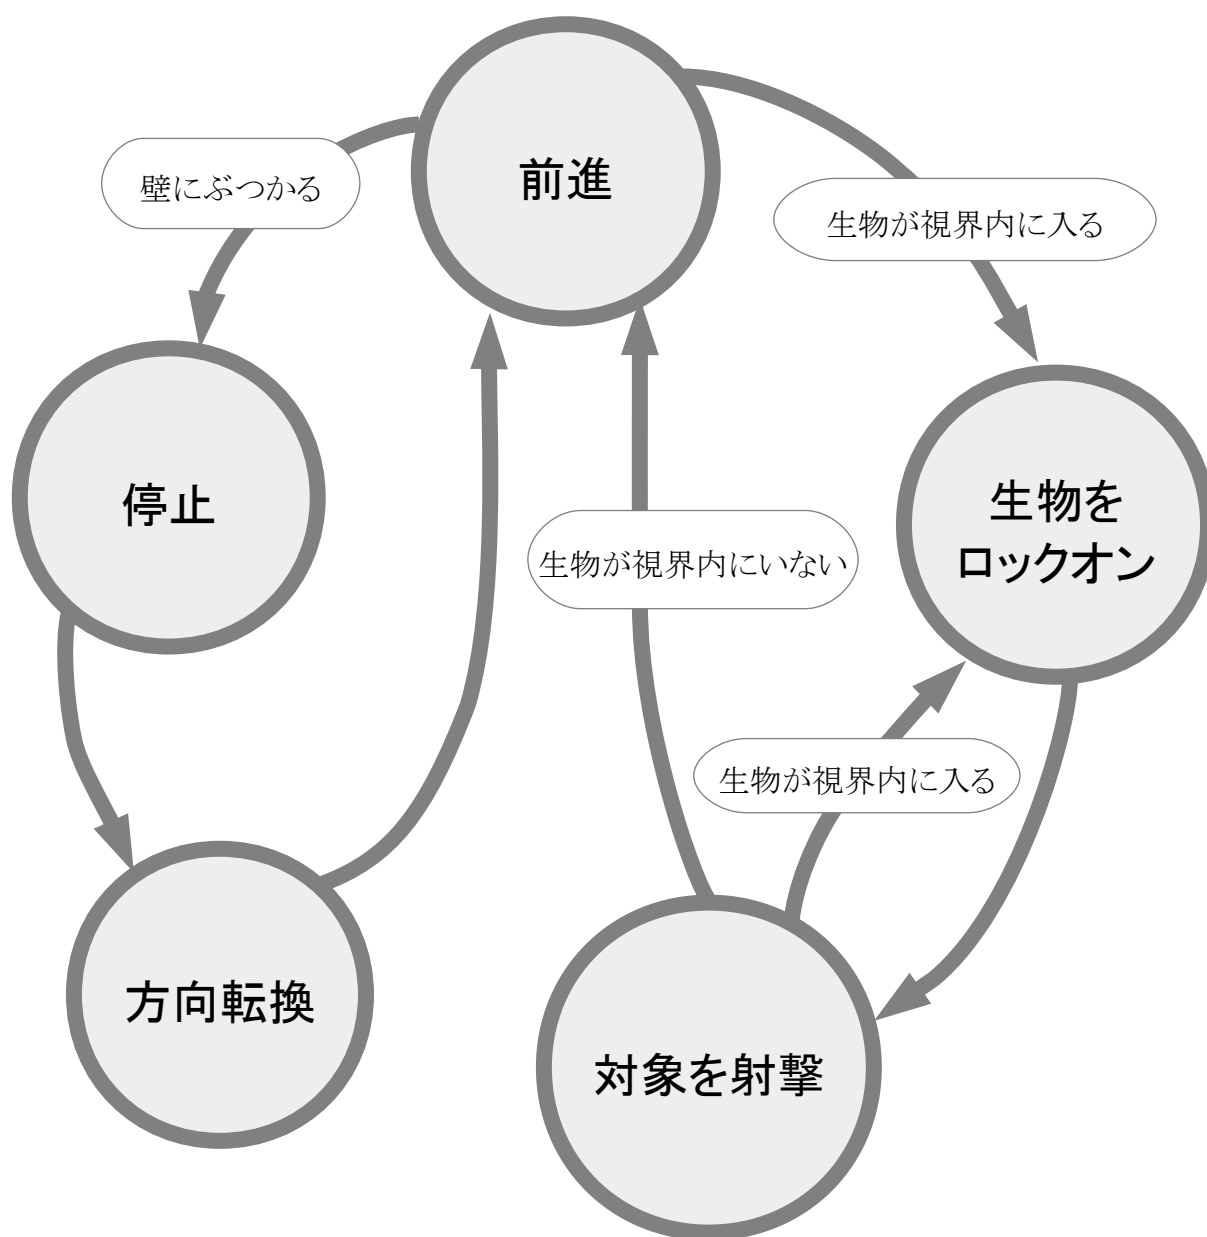 前進
壁にぶつかる
生物が視界内に入る
停止
生物を
ロックオン
生物が視界内にいない
生物が視界内に入る
方向転換
対象を射撃